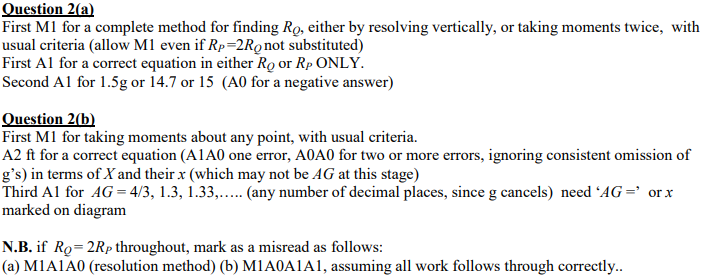 Question 2(a)
First M1 for a complete method for finding RQ, either by resolving vertically, or taking moments twice, with
usual criteria (allow M1 even if RP=2RQ not substituted)
First A1 for a correct equation in either RQ or RP ONLY.
Second A1 for 1.5g or 14.7 or 15 (A0 for a negative answer)
Question 2(b)
First M1 for taking moments about any point, with usual criteria.
A2 ft for a correct equation (A1A0 one error, A0A0 for two or more errors, ignoring consistent omission of
g's) in terms of X and their x (which may not be AG at this stage)
Third A1 for AG = 4/3, 1.3, 1.33,….. (any number of decimal places, since g cancels) need ‘AG =’ or x
marked on diagram
N.B. if RQ= 2RP throughout, mark as a misread as follows:
(a) M1A1A0 (resolution method) (b) M1A0A1A1, assuming all work follows through correctly..